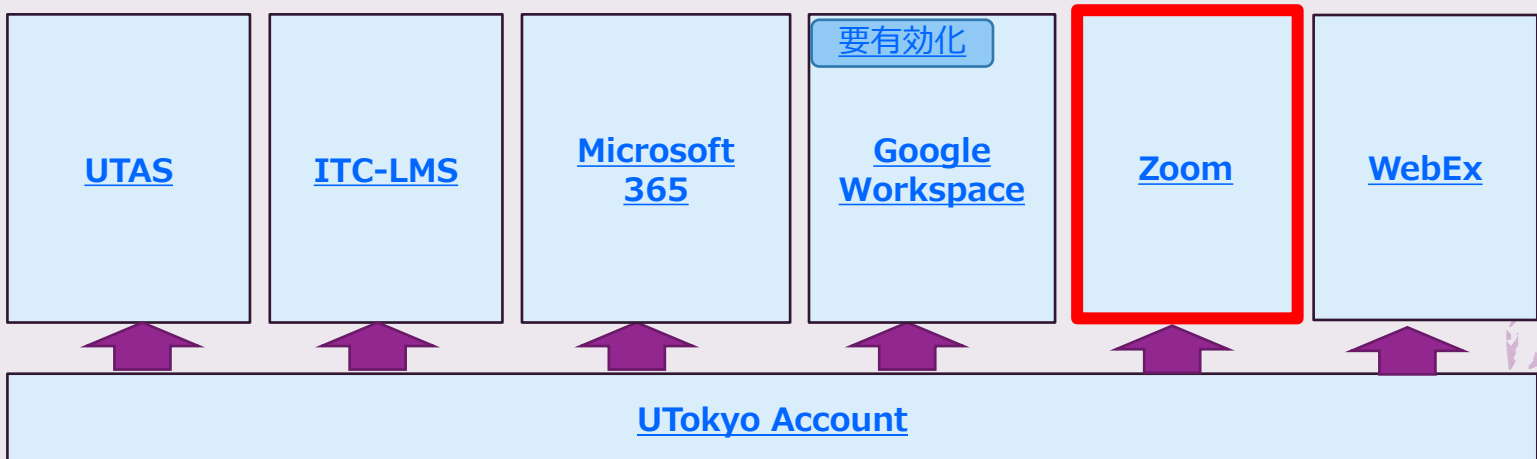 要有効化
UTAS
ITC-LMS
Microsoft
365
Google
Workspace
Zoom
WebEx
UTokyo Account